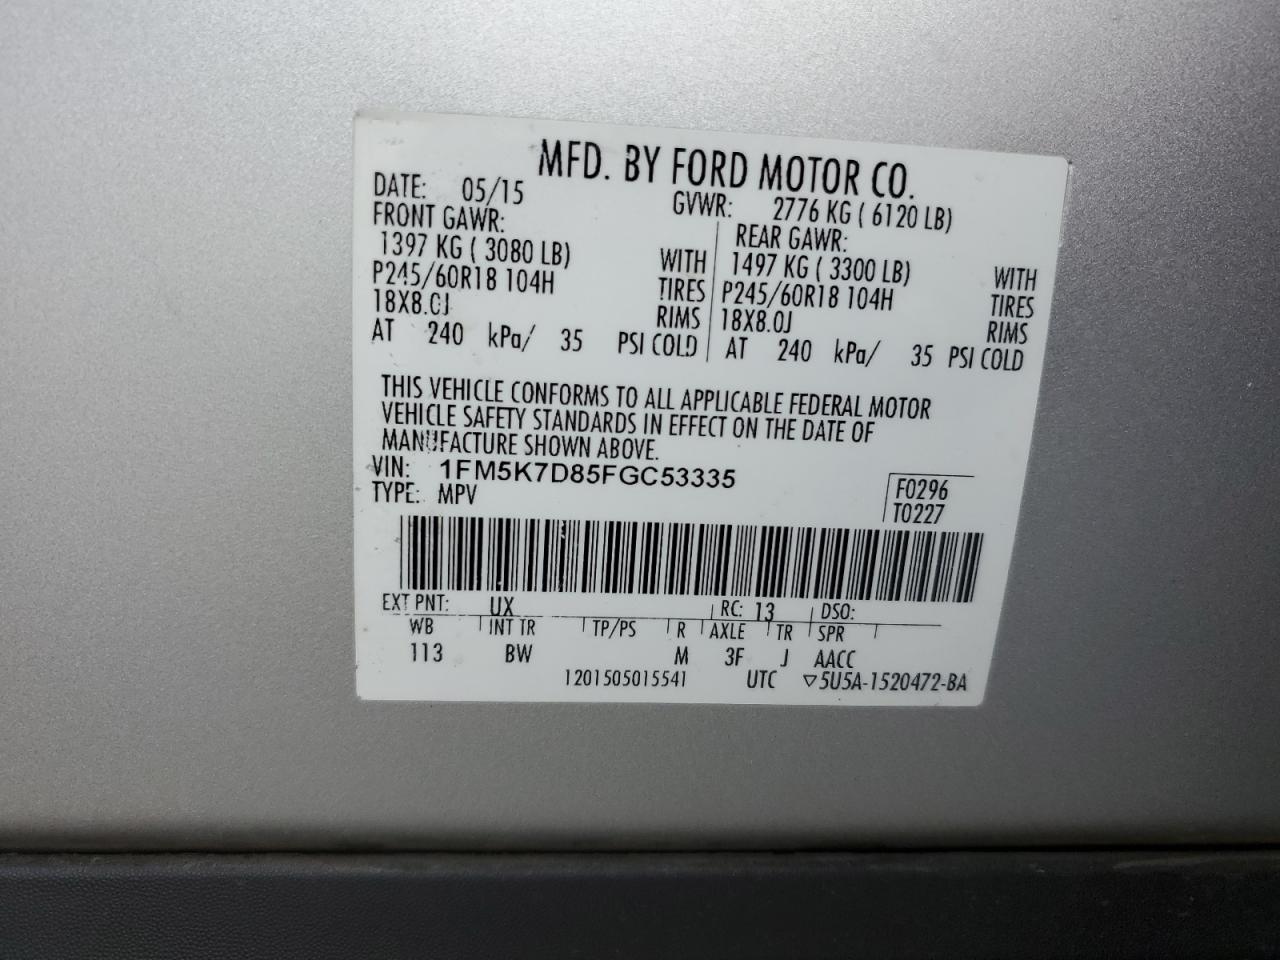 MFD. BY FORD MOTOR CO.
DATE: 05/15 GVWR: 2776 KG ( 6120 LB)
FRONT GAWR: REAR GAWR:
1397 KG ( 3080 LB) WITH 1497 KG ( 3300 LB) WITH
P245/60R18 104H TIRES P245/60R18 104H TIRES
18X8.0J RIMS 18X8.0J RIMS
AT 240 kPa/ 35 PSI COLD AT 240 kPa/ 35 PSI COLD
THIS VEHICLE CONFORMS TO ALL APPLICABLE FEDERAL MOTOR
VEHICLE SAFETY STANDARDS IN EFFECT ON THE DATE OF
MANUFACTURE SHOWN ABOVE.
VIN: 1FM5K7D85FGC53335
TYPE: MPV
F0296
T0227
EXT PNT: UX RC: 13 DSO:
WB INT TR TP/PS R AXLE TR SPR
113 BW M 3F J AACC
1201505015541 UTC ▽5U5A-1520472-BA